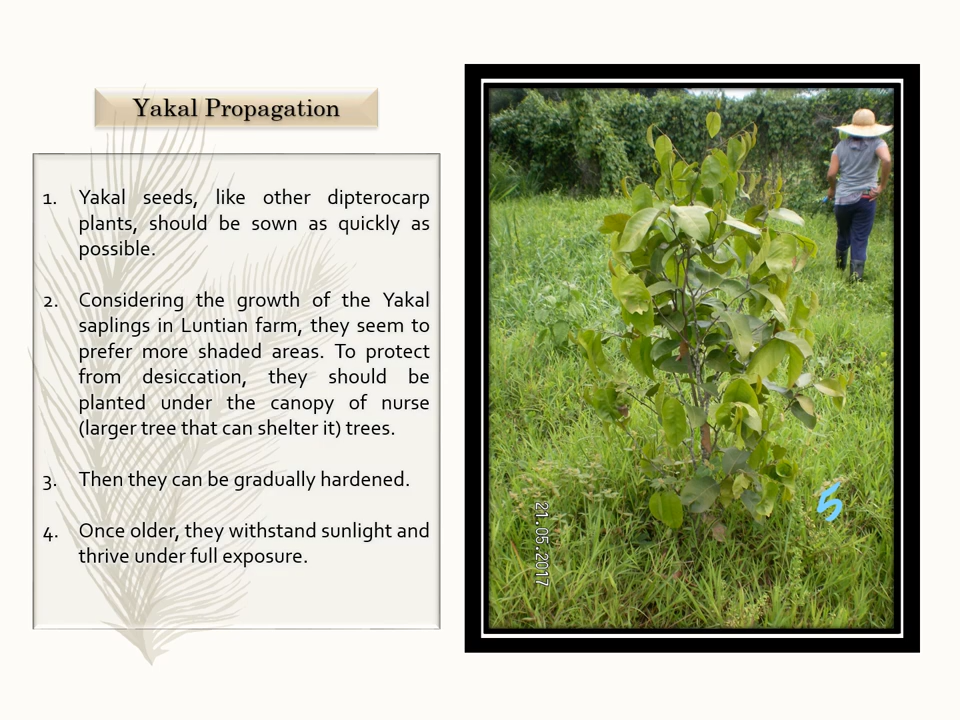 Yakal Propagation
1. Yakal seeds, like other dipterocarp
plants, should be sown as quickly as
possible.
2. Considering the growth of the Yakal
saplings in Luntian farm, they seem to
prefer more shaded areas. To protect
from desiccation, they should be
planted under the canopy of nurse
(larger tree that can shelter it) trees.
3. Then they can be gradually hardened.
4. Once older, they withstand sunlight and
thrive under full exposure.
5
21.05.2017